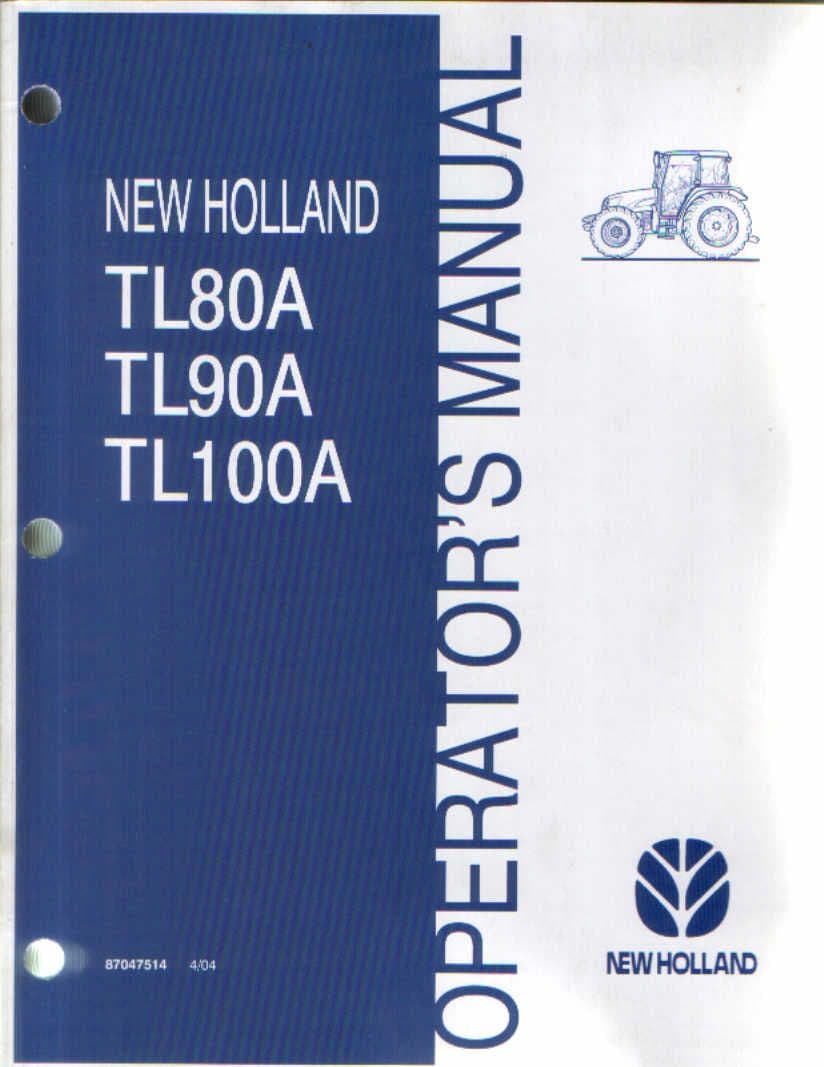 NEW HOLLAND
TL80A
TL90A
TL100A
OPERATOR'S MANUAL
87047514 4/04
NEW HOLLAND